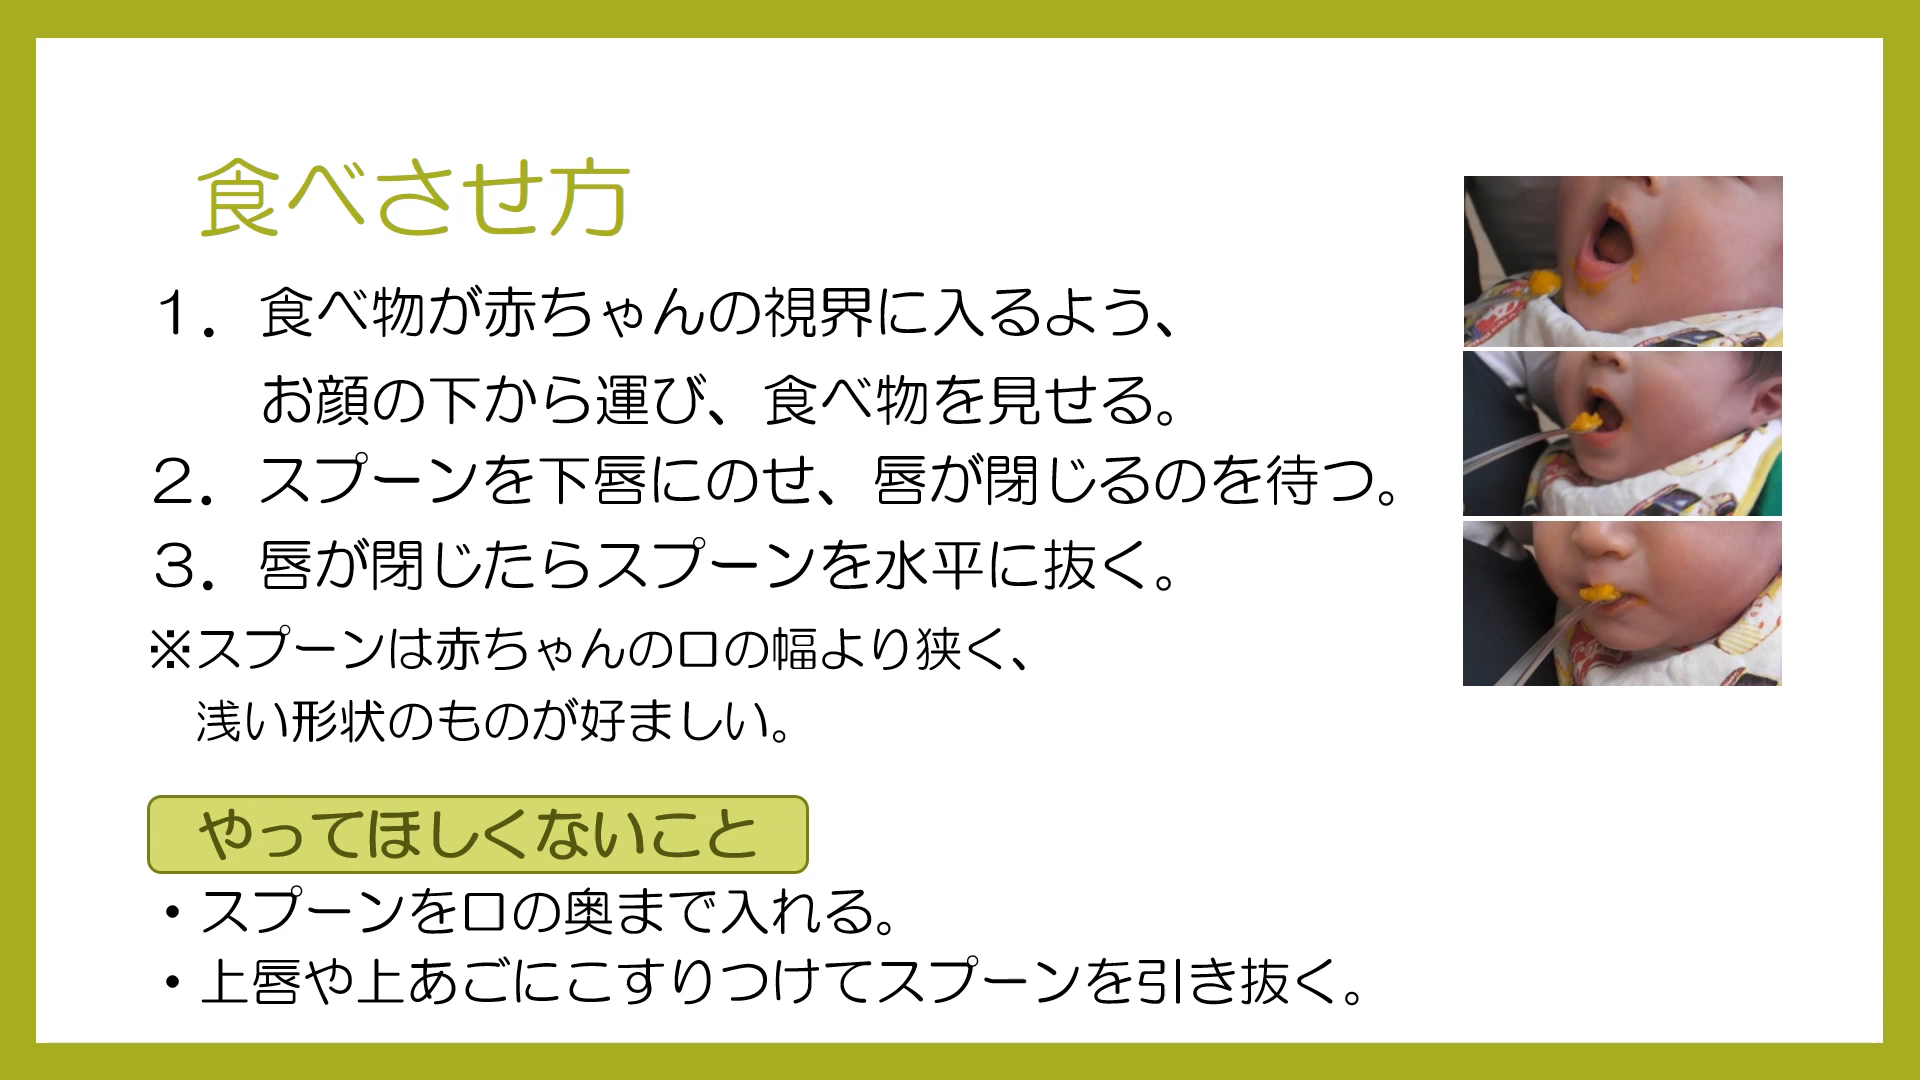 食べさせ方
１．食べ物が赤ちゃんの視界に入るよう、
お顔の下から運び、食べ物を見せる。
２．スプーンを下唇にのせ、唇が閉じるのを待つ。
３．唇が閉じたらスプーンを水平に抜く。
※スプーンは赤ちゃんの口の幅より狭く、
浅い形状のものが好ましい。
やってほしくないこと
・スプーンを口の奥まで入れる。
・上唇や上あごにこすりつけてスプーンを引き抜く。